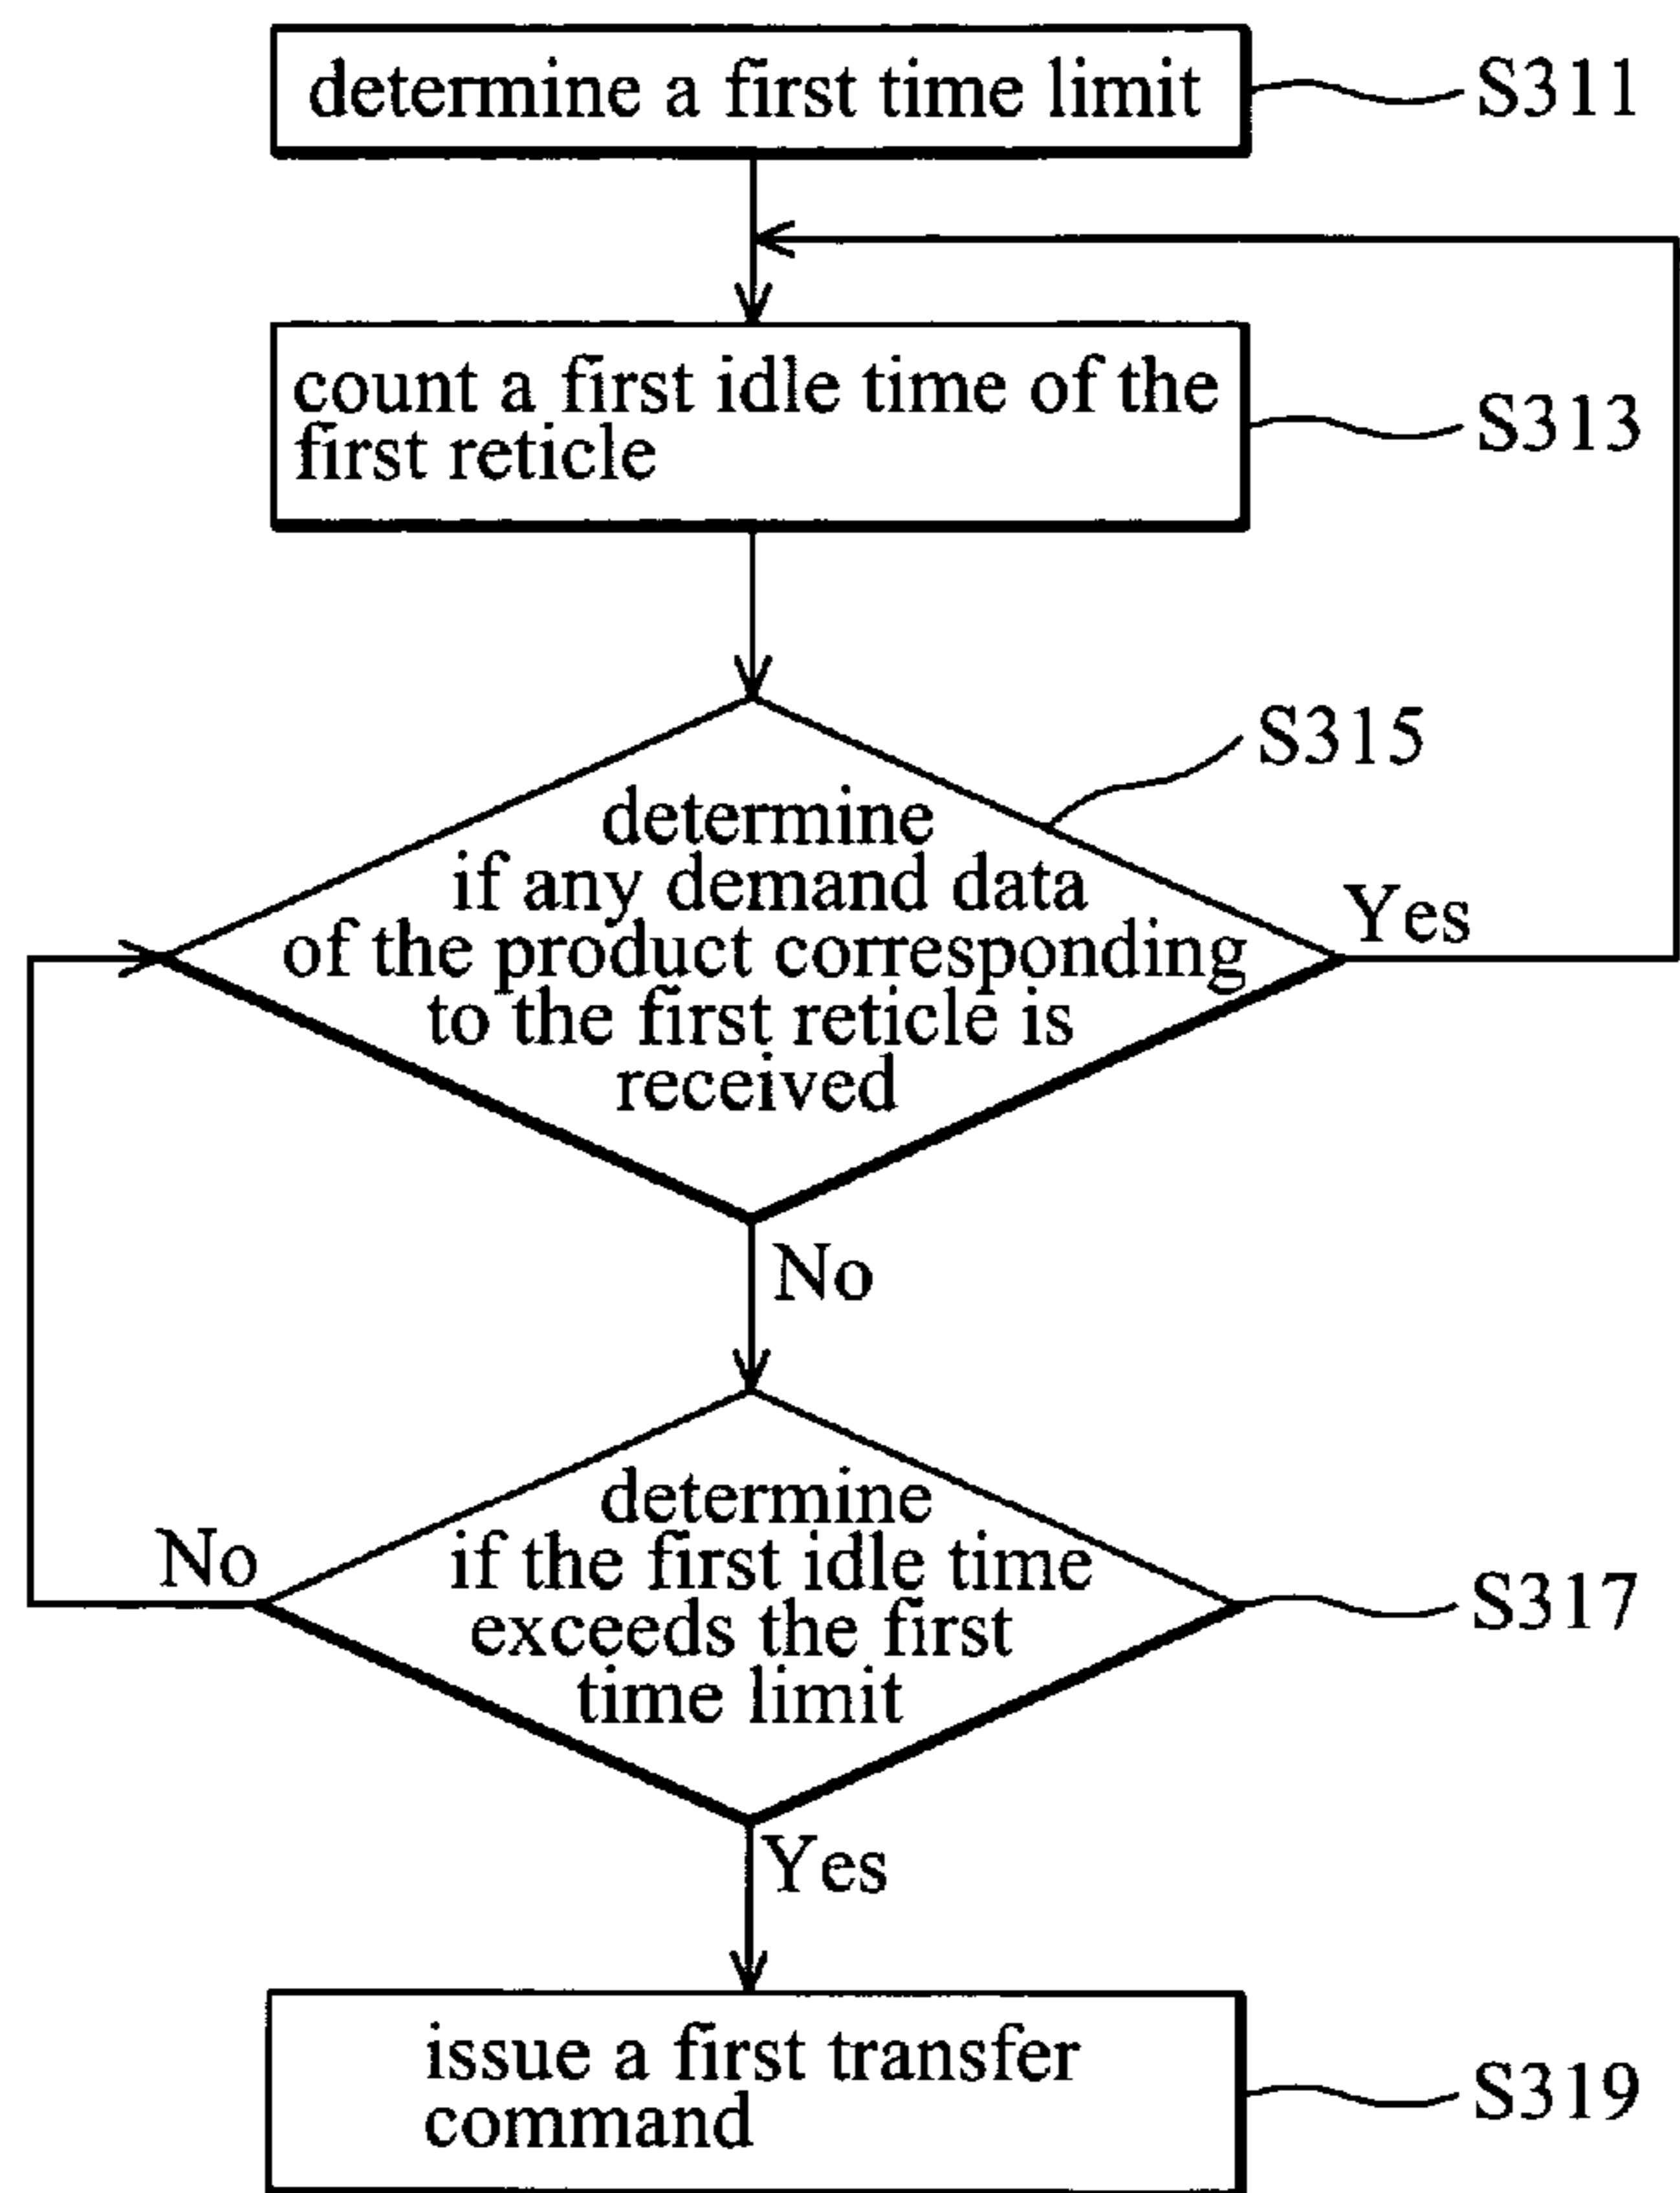 determine a first time limit
S311
count a first idle time of the
first reticle
S313
S315
determine
if any demand data
of the product corresponding
to the first reticle is
received
Yes
No
determine
if the first idle time
exceeds the first
time limit
No
S317
Yes
issue a first transfer
command
S319